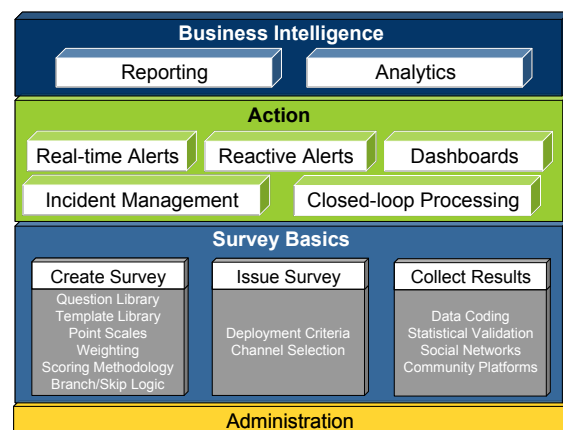 Business Intelligence
Reporting
Analytics
Action
Real-time Alerts
Reactive Alerts
Dashboards
Incident Management
Closed-loop Processing
Survey Basics
Create Survey
Question Library
Template Library
Point Scales
Weighting
Scoring Methodology
Branch/Skip Logic
Issue Survey
Deployment Criteria
Channel Selection
Collect Results
Data Coding
Statistical Validation
Social Networks
Community Platforms
Administration